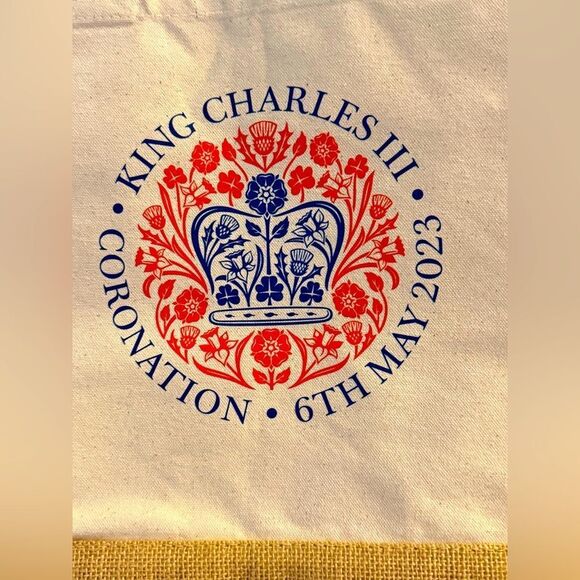 KING CHARLES III
• 6TH MAY 2023 •
CORONATION •